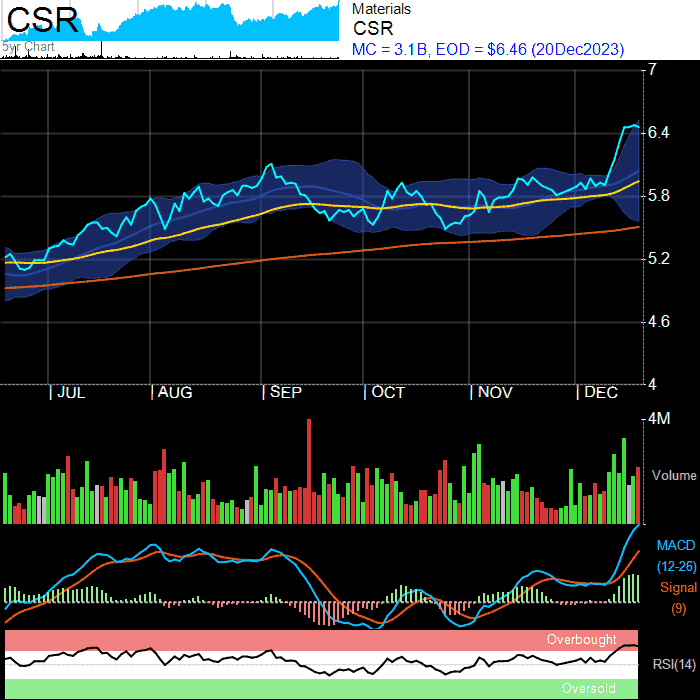 CSR
5yr Chart
Materials
CSR
MC = 3.1B, EOD = $6.46 (20Dec2023)
7
6.4
5.8
5.2
4.6
4
| JUL | AUG | SEP | OCT | NOV | DEC
4M
Volume
MACD
(12-26)
Signal
(9)
Overbought
RSI(14)
Oversold